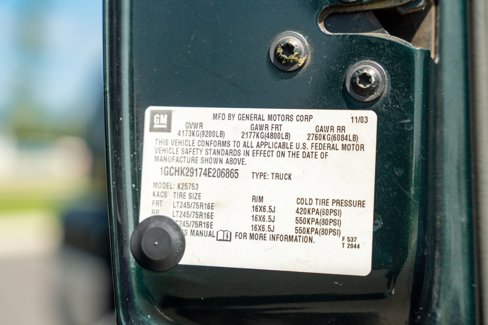 GM
MFD BY GENERAL MOTORS CORP 11/03
GVWR GAWR FRT GAWR RR
4173KG(9200LB) 2177KG(4800LB) 2760KG(6084LB)
THIS VEHICLE CONFORMS TO ALL APPLICABLE U.S. FEDERAL MOTOR
VEHICLE SAFETY STANDARDS IN EFFECT ON THE DATE OF
MANUFACTURE SHOWN ABOVE.
1GCHK29174E206865 TYPE: TRUCK
MODEL: K25753
KACS TIRE SIZE RIM COLD TIRE PRESSURE
FRT LT245/75R16E 16X6.5J 420KPA(60PSI)
RR LT245/75R16E 16X6.5J 550KPA(80PSI)
245/75R16E 16X6.5J 550KPA(80PSI)
MANUAL FOR MORE INFORMATION.
F 537
T 2044